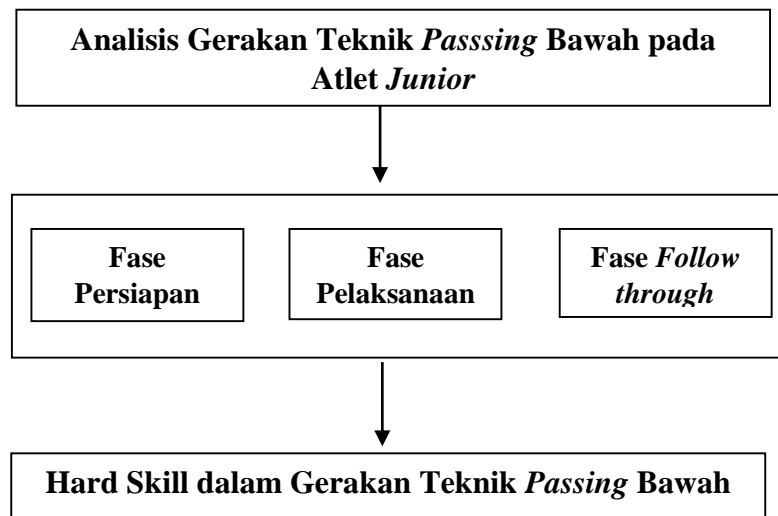 Analisis Gerakan Teknik Passsing Bawah pada
Atlet Junior
Fase
Persiapan
Fase
Pelaksanaan
Fase Follow
through
Hard Skill dalam Gerakan Teknik Passing Bawah